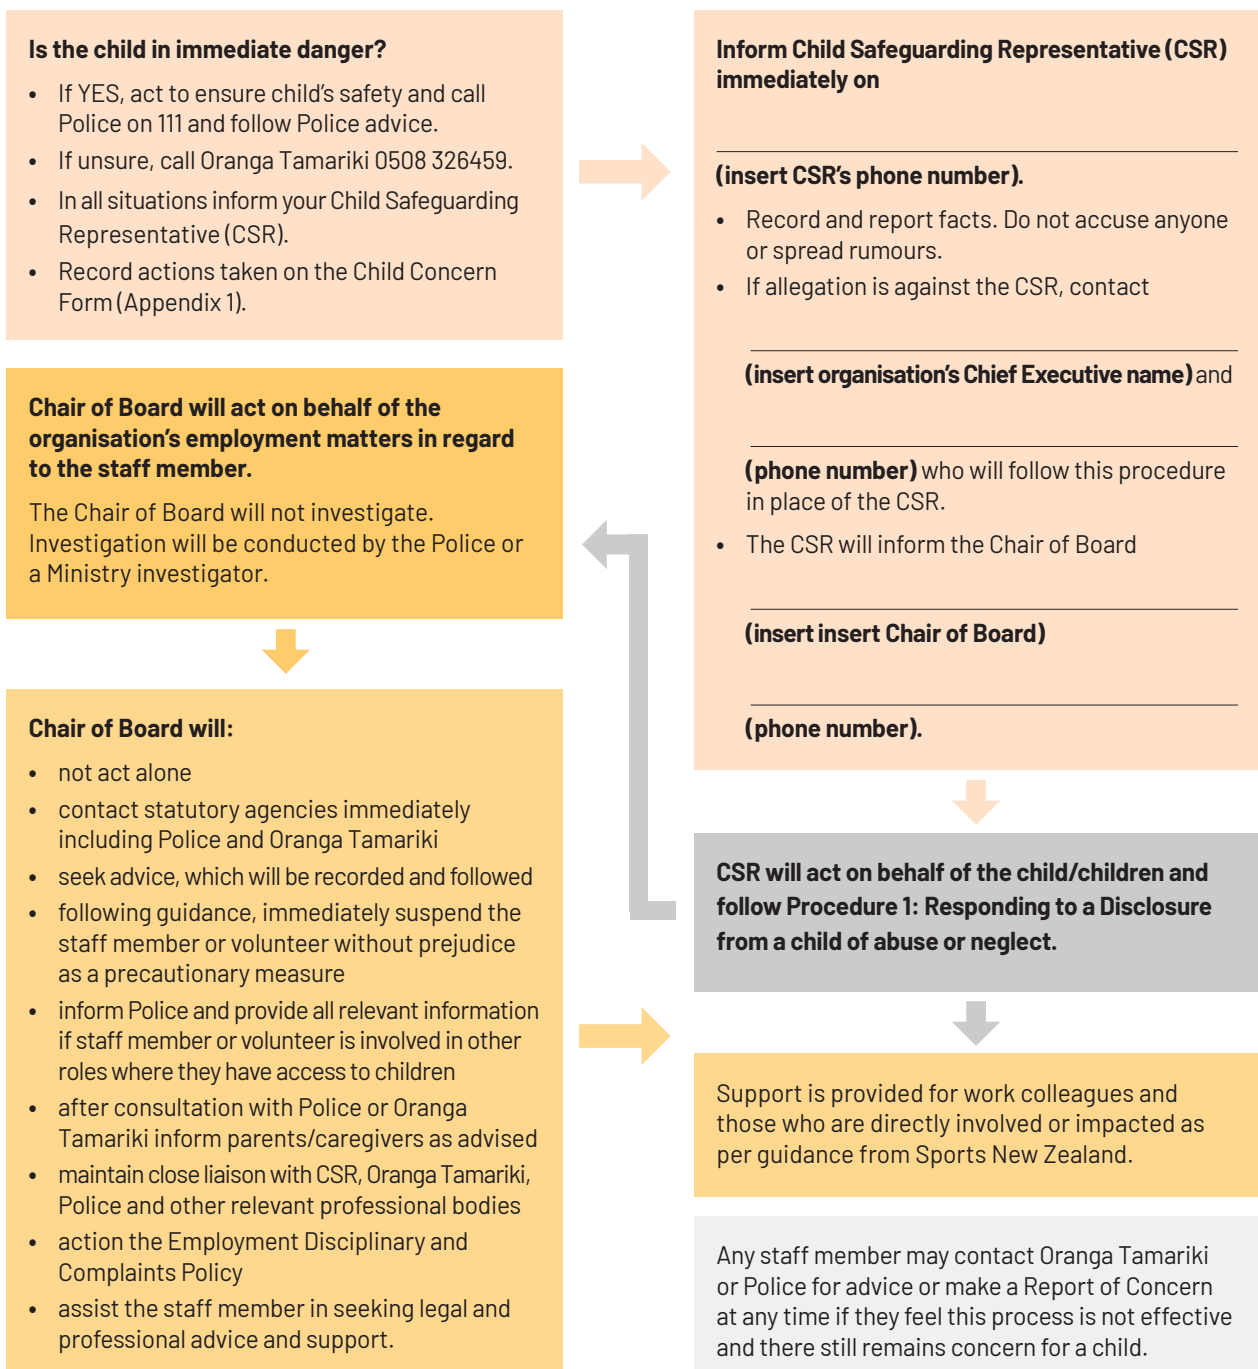 Is the child in immediate danger?
• If YES, act to ensure child's safety and call
Police on 111 and follow Police advice.
• If unsure, call Oranga Tamariki 0508 326459.
• In all situations inform your Child Safeguarding
Representative (CSR).
• Record actions taken on the Child Concern
Form (Appendix 1).
Inform Child Safeguarding Representative (CSR)
immediately on
(insert CSR's phone number).
• Record and report facts. Do not accuse anyone
or spread rumours.
• If allegation is against the CSR, contact
(insert organisation's Chief Executive name) and
(phone number) who will follow this procedure
in place of the CSR.
• The CSR will inform the Chair of Board
(insert insert Chair of Board)
(phone number).
CSR will act on behalf of the child/children and
follow Procedure 1: Responding to a Disclosure
from a child of abuse or neglect.
Chair of Board will act on behalf of the
organisation's employment matters in regard
to the staff member.
The Chair of Board will not investigate.
Investigation will be conducted by the Police or
a Ministry investigator.
Chair of Board will:
• not act alone
• contact statutory agencies immediately
including Police and Oranga Tamariki
• seek advice, which will be recorded and followed
• following guidance, immediately suspend the
staff member or volunteer without prejudice
as a precautionary measure
• inform Police and provide all relevant information
if staff member or volunteer is involved in other
roles where they have access to children
• after consultation with Police or Oranga
Tamariki inform parents/caregivers as advised
• maintain close liaison with CSR, Oranga Tamariki,
Police and other relevant professional bodies
• action the Employment Disciplinary and
Complaints Policy
• assist the staff member in seeking legal and
professional advice and support.
Support is provided for work colleagues and
those who are directly involved or impacted as
per guidance from Sports New Zealand.
Any staff member may contact Oranga Tamariki
or Police for advice or make a Report of Concern
at any time if they feel this process is not effective
and there still remains concern for a child.